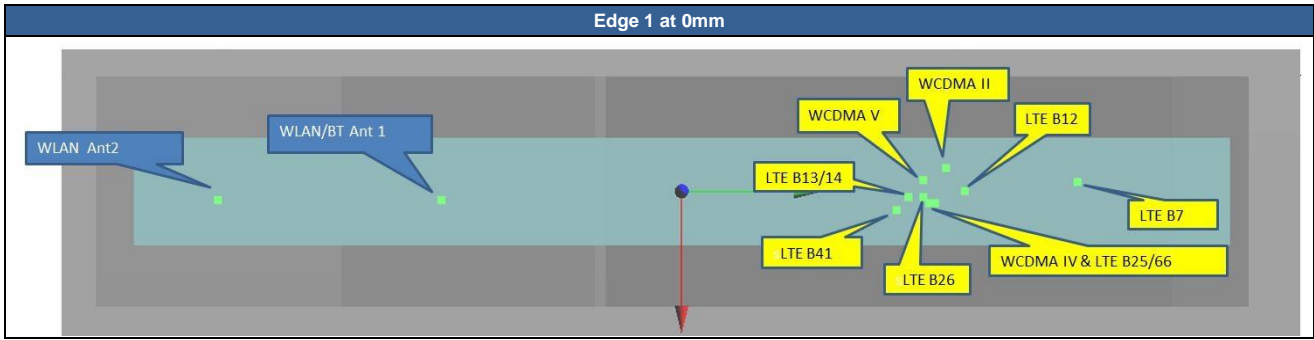 Edge 1 at 0mm
WCDMA II
WCDMA V
LTE B12
WLAN/BT Ant 1
WLAN Ant2
LTE B13/14
LTE B7
LTE B41
WCDMA IV & LTE B25/66
LTE B26